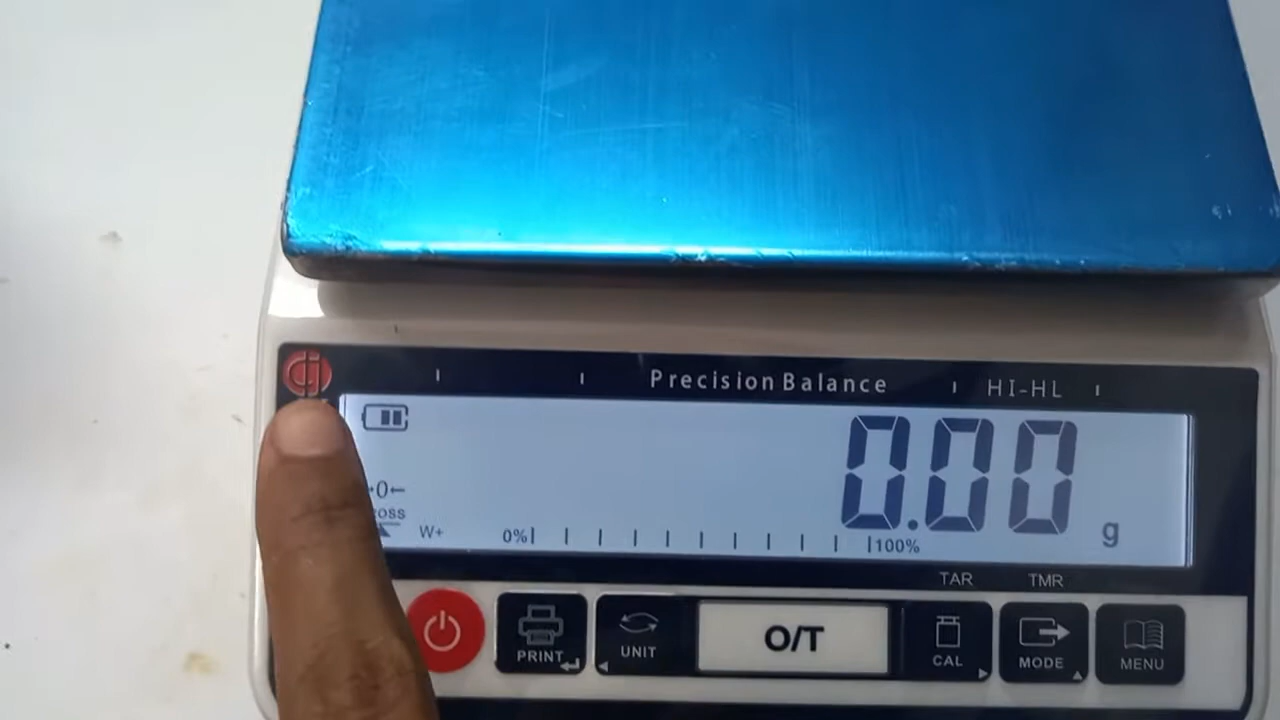 Precision Balance
HI-HL
0.00 g
→0←
W+
0% 100%
TAR
TMR
PRINT
UNIT
O/T
CAL
MODE
MENU